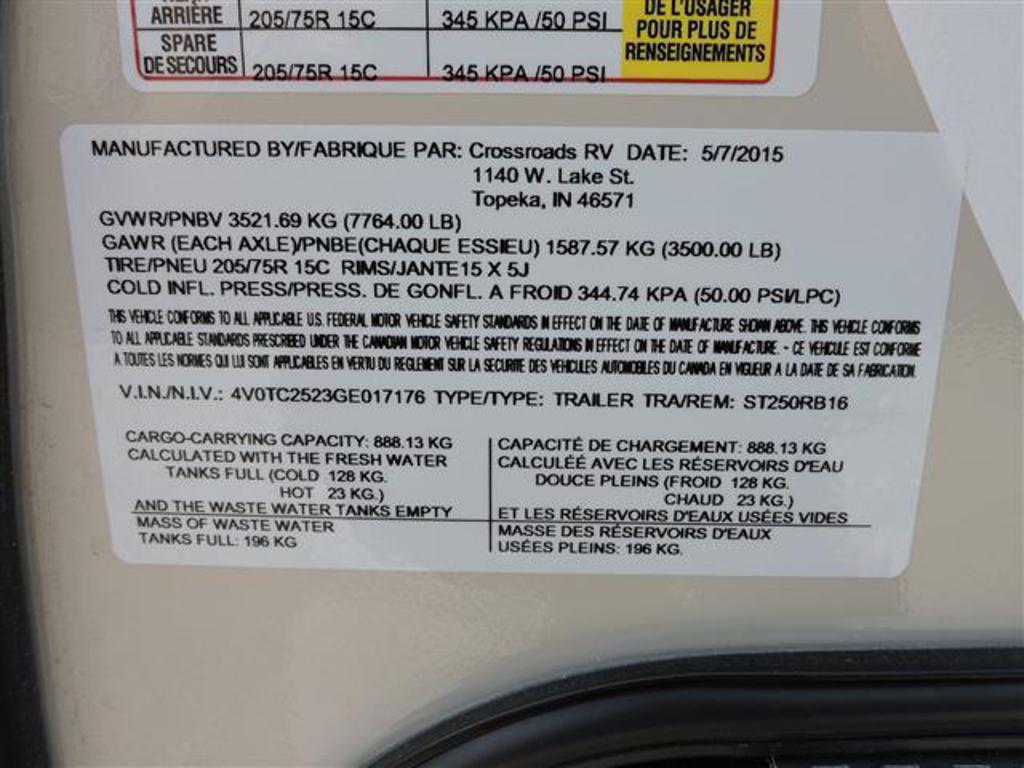 ARRIÈRE 205/75R 15C 345 KPA /50 PSI
SPARE
DE SECOURS 205/75R 15C 345 KPA /50 PSI
DE L'USAGER
POUR PLUS DE
RENSEIGNEMENTS
MANUFACTURED BY/FABRIQUE PAR: Crossroads RV DATE: 5/7/2015
1140 W. Lake St.
Topeka, IN 46571
GVWR/PNBV 3521.69 KG (7764.00 LB)
GAWR (EACH AXLE)/PNBE(CHAQUE ESSIEU) 1587.57 KG (3500.00 LB)
TIRE/PNEU 205/75R 15C RIMS/JANTE15 X 5J
COLD INFL. PRESS/PRESS. DE GONFL. A FROID 344.74 KPA (50.00 PSI/LPC)
THIS VEHICLE CONFORMS TO ALL APPLICABLE U.S. FEDERAL MOTOR VEHICLE SAFETY STANDARDS IN EFFECT ON THE DATE OF MANUFACTURE SHOWN ABOVE. THIS VEHICLE CONFORMS
TO ALL APPLICABLE STANDARDS PRESCRIBED UNDER THE CANADIAN MOTOR VEHICLE SAFETY REGULATIONS IN EFFECT ON THE DATE OF MANUFACTURE. - CE VEHICULE EST CONFORME
A TOUTES LES NORMES QUI LUI SONT APPLICABLES EN VERTU DU REGLEMENT SUR LA SECURITE DES VEHICULES AUTOMOBILES DU CANADA EN VIGUEUR A LA DATE DE SA FABRICATION.
V.I.N./N.I.V.: 4V0TC2523GE017176 TYPE/TYPE: TRAILER TRA/REM: ST250RB16
CARGO-CARRYING CAPACITY: 888.13 KG
CALCULATED WITH THE FRESH WATER
TANKS FULL (COLD 128 KG.
HOT 23 KG.)
AND THE WASTE WATER TANKS EMPTY
MASS OF WASTE WATER
TANKS FULL: 196 KG
CAPACITÉ DE CHARGEMENT: 888.13 KG
CALCULÉE AVEC LES RÉSERVOIRS D'EAU
DOUCE PLEINS (FROID 128 KG.
CHAUD 23 KG.)
ET LES RÉSERVOIRS D'EAUX USÉES VIDES
MASSE DES RÉSERVOIRS D'EAUX
USÉES PLEINS: 196 KG.